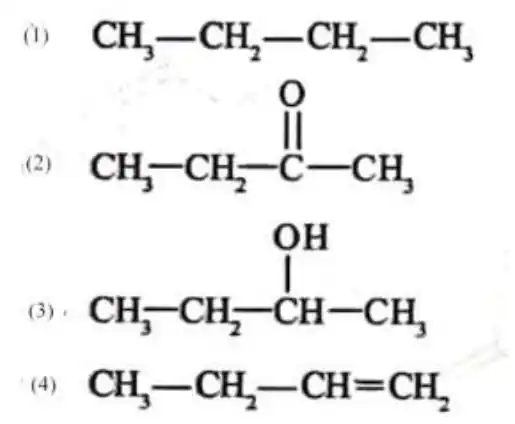 (1) CH₃—CH₂—CH₂—CH₃
O
||
(2) CH₃—CH₂—C—CH₃
OH
|
(3) CH₃—CH₂—CH—CH₃
(4) CH₃—CH₂—CH=CH₂